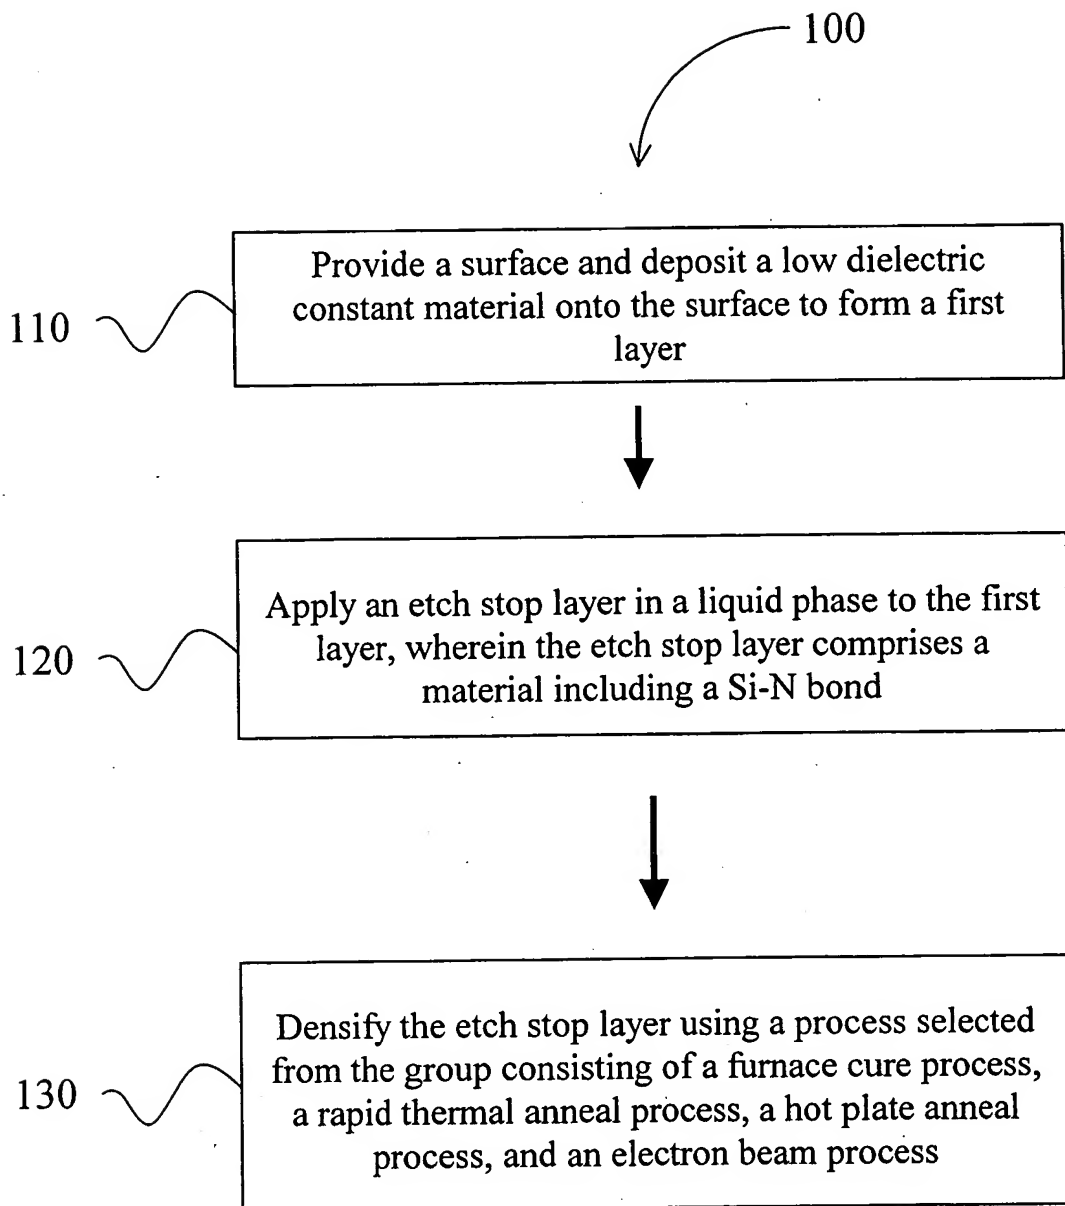 100
110
Provide a surface and deposit a low dielectric
constant material onto the surface to form a first
layer
120
Apply an etch stop layer in a liquid phase to the first
layer, wherein the etch stop layer comprises a
material including a Si-N bond
130
Densify the etch stop layer using a process selected
from the group consisting of a furnace cure process,
a rapid thermal anneal process, a hot plate anneal
process, and an electron beam process